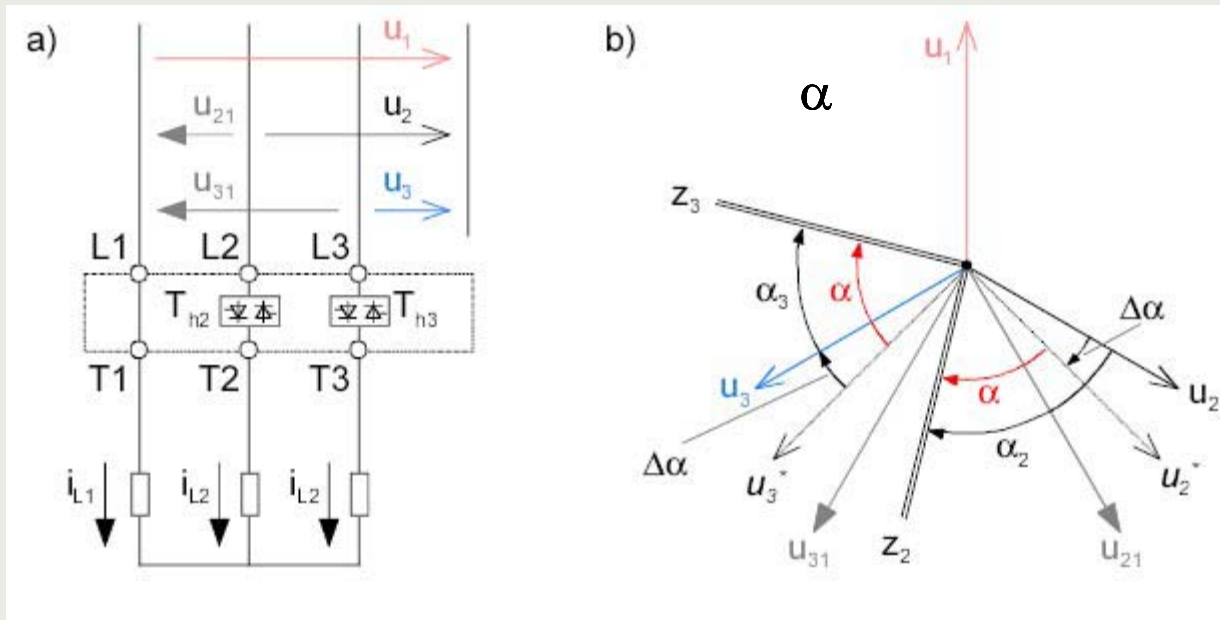 a)
u1
u21
u2
u31
u3
L1 L2 L3
Th2
Th3
T1 T2 T3
iL1 iL2 iL2
b)
u1
α
z3
α3
α
Δα
u3
α
u2
Δα
u3*
α2
u2*
u31
z2
u21